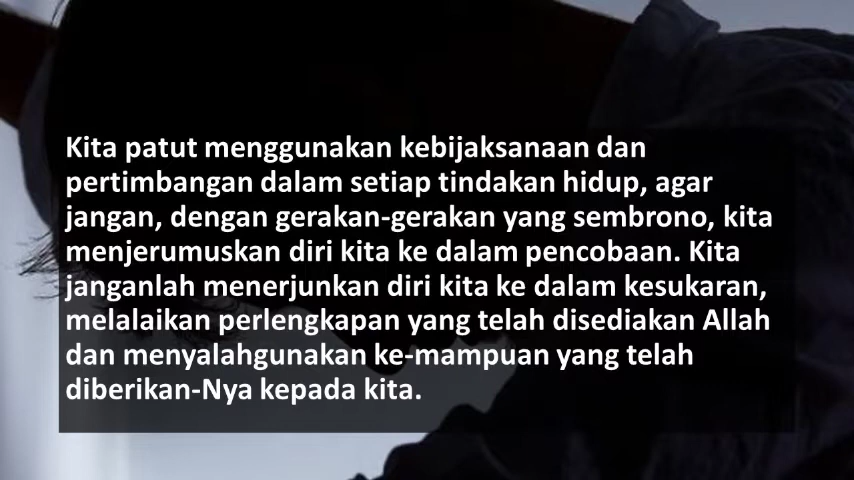 Kita patut menggunakan kebijaksanaan dan
pertimbangan dalam setiap tindakan hidup, agar
jangan, dengan gerakan-gerakan yang sembrono, kita
menjerumuskan diri kita ke dalam pencobaan. Kita
janganlah menerjunkan diri kita ke dalam kesukaran,
melalaikan perlengkapan yang telah disediakan Allah
dan menyalahgunakan ke-mampuan yang telah
diberikan-Nya kepada kita.